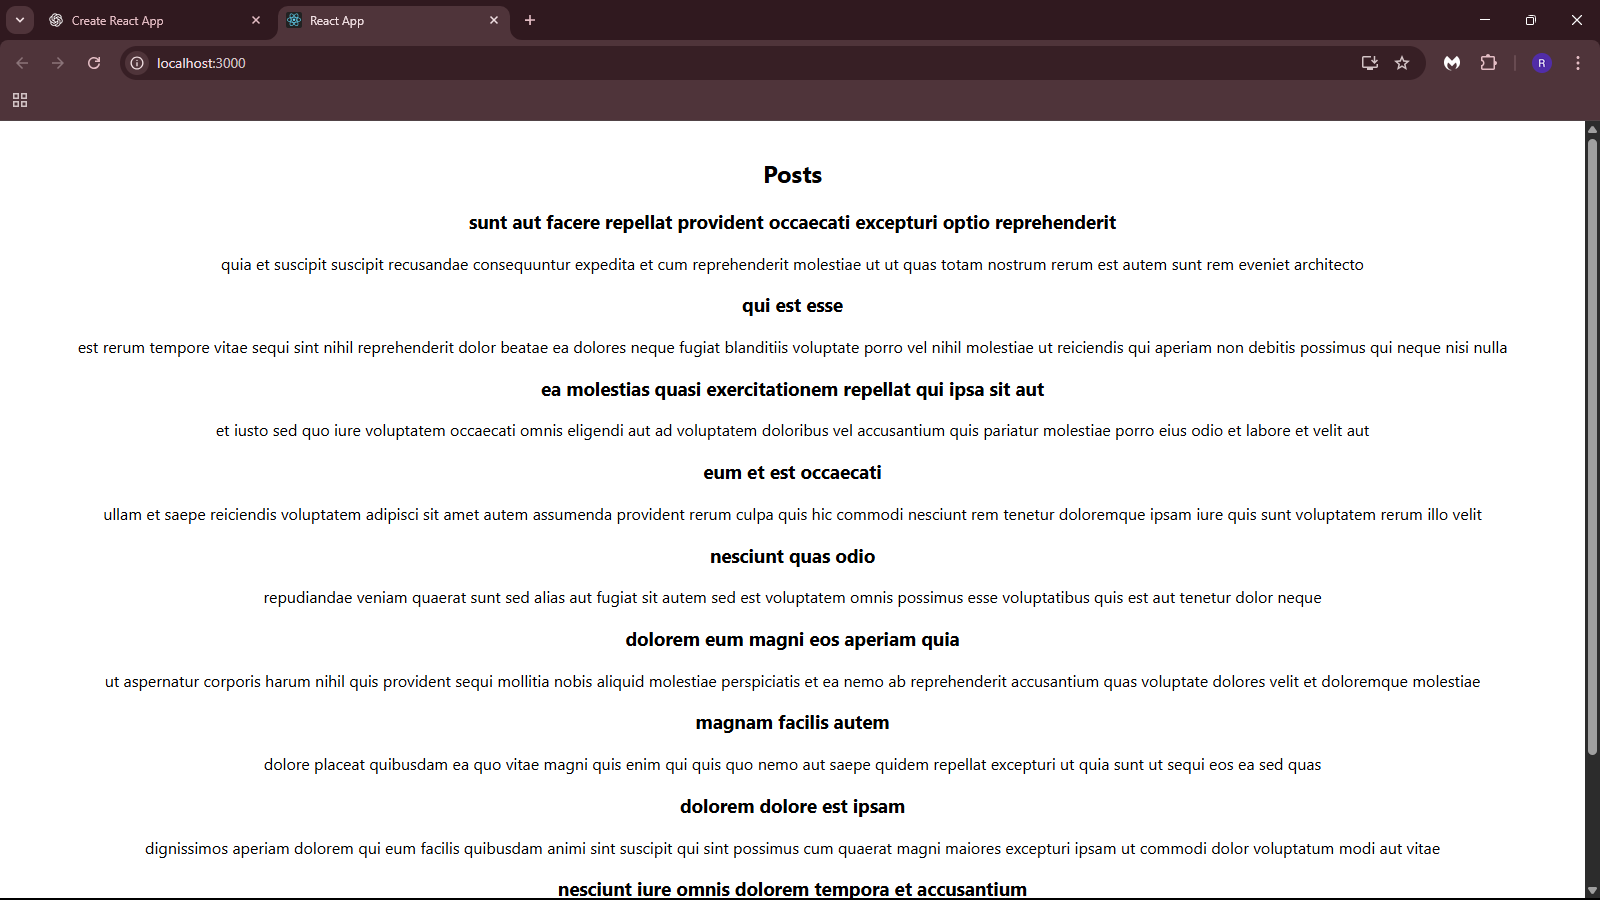 Create React App
React App
localhost:3000
R
Posts
sunt aut facere repellat provident occaecati excepturi optio reprehenderit
quia et suscipit suscipit recusandae consequuntur expedita et cum reprehenderit molestiae ut ut quas totam nostrum rerum est autem sunt rem eveniet architecto
qui est esse
est rerum tempore vitae sequi sint nihil reprehenderit dolor beatae ea dolores neque fugiat blanditiis voluptate porro vel nihil molestiae ut reiciendis qui aperiam non debitis possimus qui neque nisi nulla
ea molestias quasi exercitationem repellat qui ipsa sit aut
et iusto sed quo iure voluptatem occaecati omnis eligendi aut ad voluptatem doloribus vel accusantium quis pariatur molestiae porro eius odio et labore et velit aut
eum et est occaecati
ullam et saepe reiciendis voluptatem adipisci sit amet autem assumenda provident rerum culpa quis hic commodi nesciunt rem tenetur doloremque ipsam iure quis sunt voluptatem rerum illo velit
nesciunt quas odio
repudiandae veniam quaerat sunt sed alias aut fugiat sit autem sed est voluptatem omnis possimus esse voluptatibus quis est aut tenetur dolor neque
dolorem eum magni eos aperiam quia
ut aspernatur corporis harum nihil quis provident sequi mollitia nobis aliquid molestiae perspiciatis et ea nemo ab reprehenderit accusantium quas voluptate dolores velit et doloremque molestiae
magnam facilis autem
dolore placeat quibusdam ea quo vitae magni quis enim qui quis quo nemo aut saepe quidem repellat excepturi ut quia sunt ut sequi eos ea sed quas
dolorem dolore est ipsam
dignissimos aperiam dolorem qui eum facilis quibusdam animi sint suscipit qui sint possimus cum quaerat magni maiores excepturi ipsam ut commodi dolor voluptatum modi aut vitae
nesciunt iure omnis dolorem tempora et accusantium